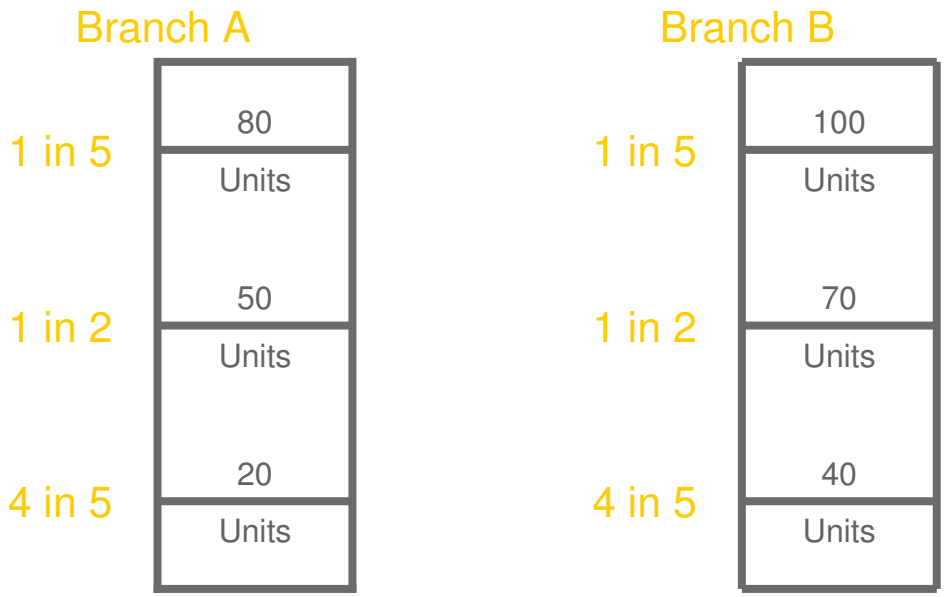 Branch A
80
1 in 5
Units
50
1 in 2
Units
20
4 in 5
Units
Branch B
100
1 in 5
Units
70
1 in 2
Units
40
4 in 5
Units